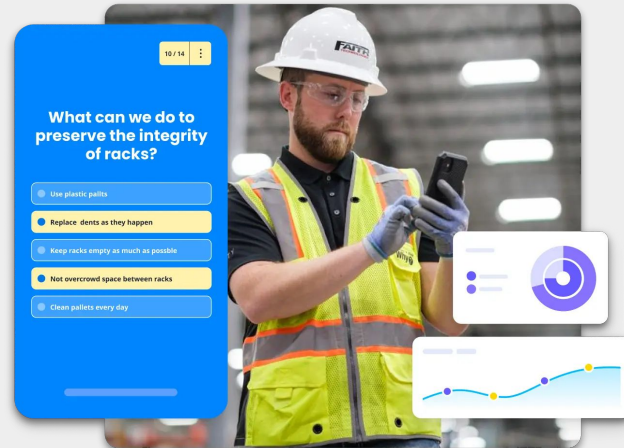 10 / 14
What can we do to
preserve the integrity
of racks?
Use plastic pallts
Replace dents as they happen
Keep racks empty as much as possble
Not overcrowd space between racks
Clean pallets every day
FAITH